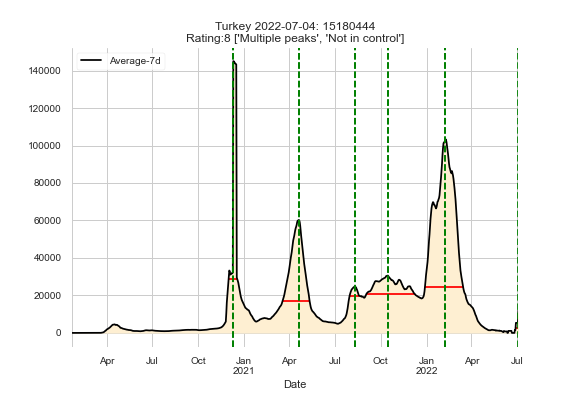 Turkey 2022-07-04: 15180444
Rating:8 ['Multiple peaks', 'Not in control']
Average-7d
140000
120000
100000
80000
60000
40000
20000
0
Apr Jul Oct Jan Apr Jul Oct Jan Apr Jul
2021 2022
Date